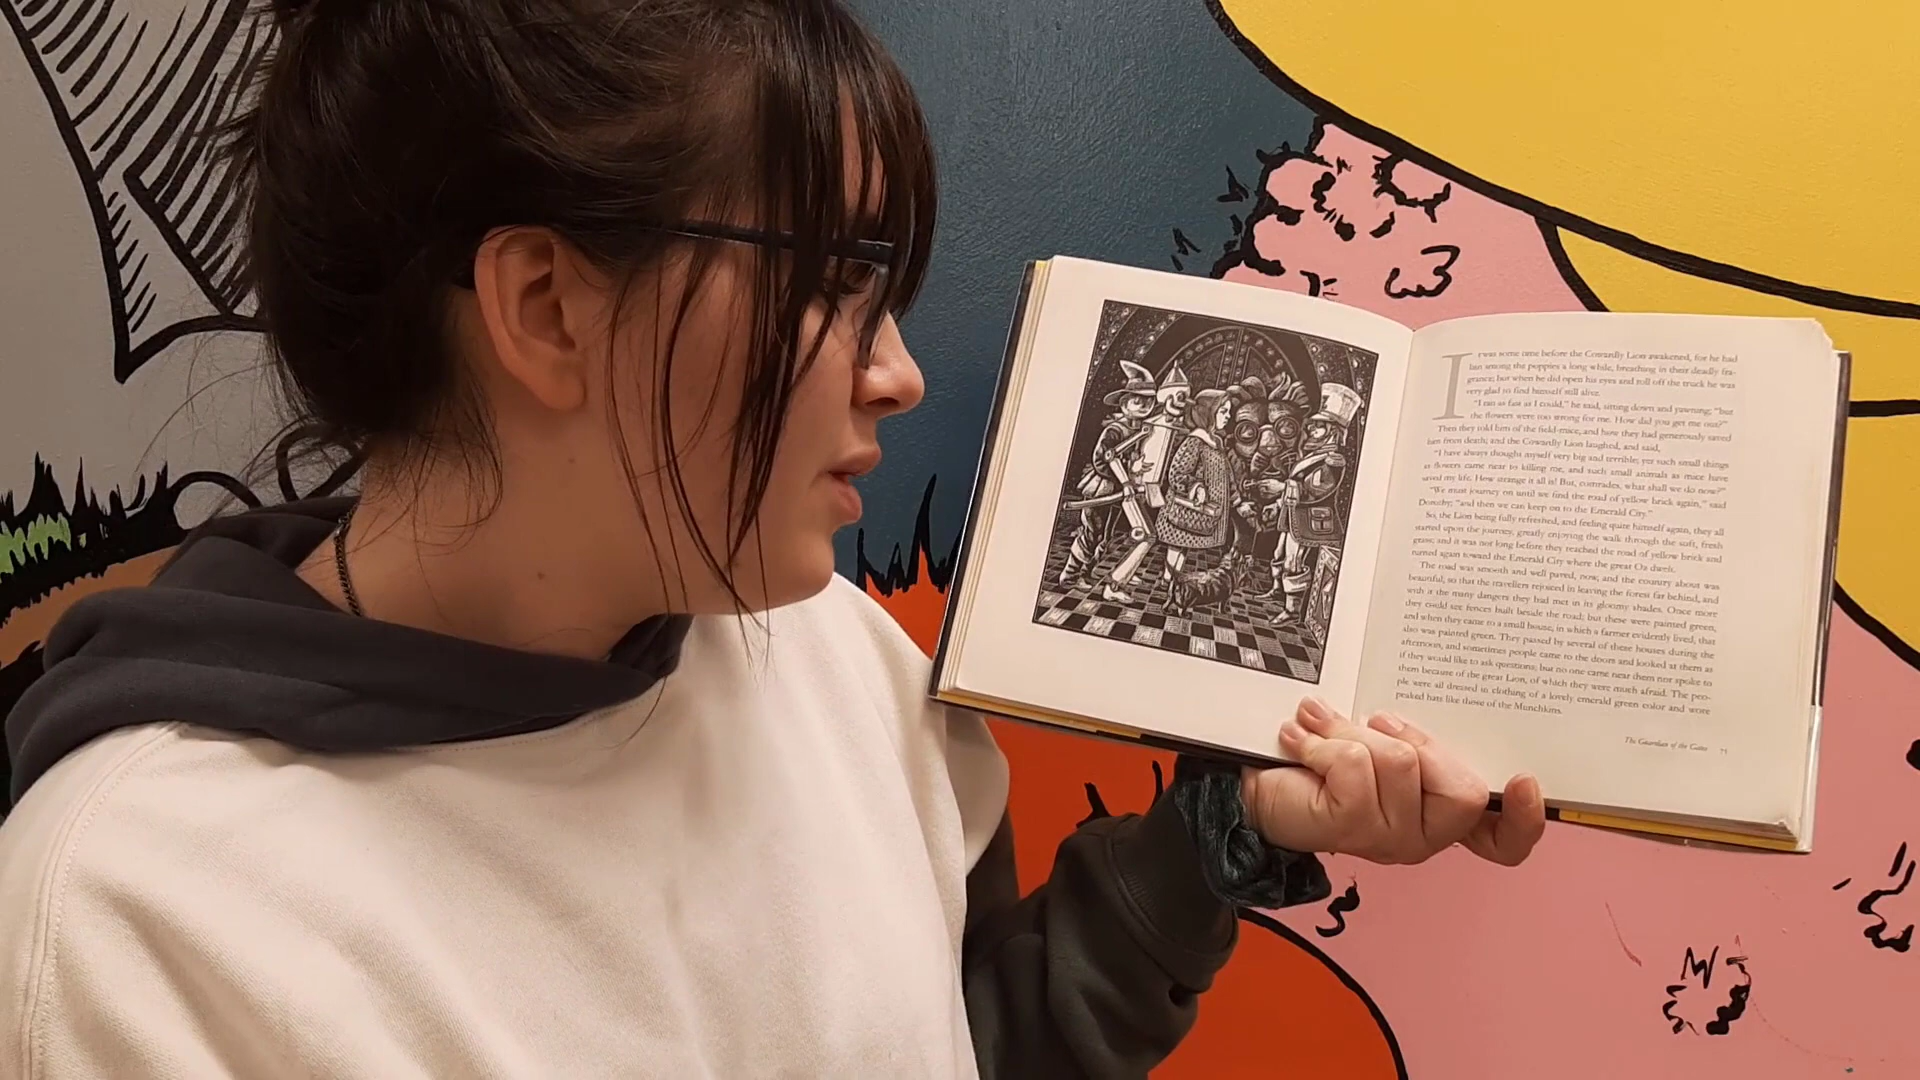 It was some time before the Cowardly Lion awakened, for he had
lain among the poppies a long while, breathing in their deadly fra-
grance; but when he did open his eyes and roll off the truck he was
very glad to find himself still alive.
"I ran as fast as I could," he said, sitting down and yawning; "but
the flowers were too strong for me. How did you get me out?"
Then they told him of the field-mice, and how they had generously saved
him from death; and the Cowardly Lion laughed, and said,
"I have always thought myself very big and terrible; yet such small things
as flowers came near to killing me, and such small animals as mice have
saved my life. How strange it all is! But, comrades, what shall we do now?"
"We must journey on until we find the road of yellow brick again," said
Dorothy; "and then we can keep on to the Emerald City."
So, the Lion being fully refreshed, and feeling quite himself again, they all
started upon the journey, greatly enjoying the walk through the soft, fresh
grass; and it was not long before they reached the road of yellow brick and
turned again toward the Emerald City where the great Oz dwelt.
The road was smooth and well paved, now, and the country about was
beautiful; so that the travellers rejoiced in leaving the forest far behind, and
with it the many dangers they had met in its gloomy shades. Once more
they could see fences built beside the road; but these were painted green,
and when they came to a small house, in which a farmer evidently lived, that
also was painted green. They passed by several of these houses during the
afternoon, and sometimes people came to the doors and looked at them as
if they would like to ask questions; but no one came near them nor spoke to
them because of the great Lion, of which they were much afraid. The peo-
ple were all dressed in clothing of a lovely emerald green color and wore
peaked hats like those of the Munchkins.
The Guardian of the Gates